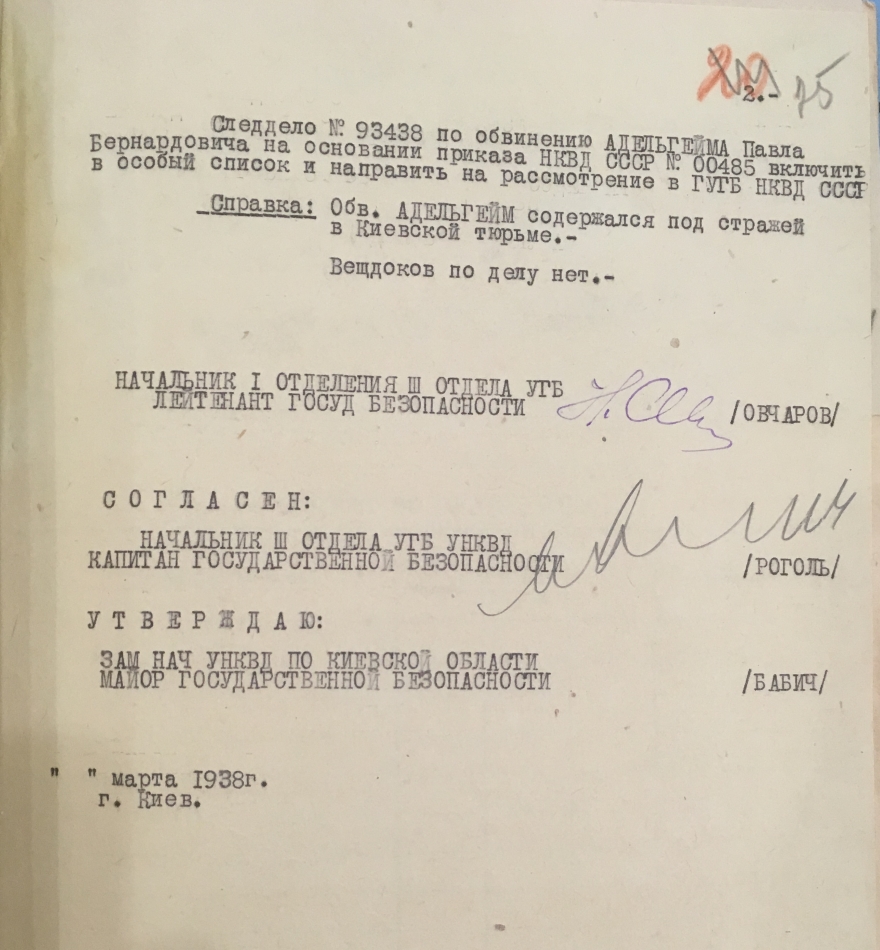 2.- 75
Следдело № 93438 по обвинению АДЕЛЬГЕЙМА Павла
Бернардовича на основании приказа НКВД СССР № 00485 включить
в особый список и направить на рассмотрение в ГУГБ НКВД СССР
Справка: Обв. АДЕЛЬГЕЙМ содержался под стражей
в Киевской тюрьме.-
Вещдоков по делу нет.-
НАЧАЛЬНИК I ОТДЕЛЕНИЯ Ш ОТДЕЛА УГБ
ЛЕЙТЕНАНТ ГОСУД БЕЗОПАСНОСТИ /ОВЧАРОВ/
С О Г Л А С Е Н:
НАЧАЛЬНИК Ш ОТДЕЛА УГБ УНКВД
КАПИТАН ГОСУДАРСТВЕННОЙ БЕЗОПАСНОСТИ /РОГОЛЬ/
У Т В Е Р Ж Д А Ю:
ЗАМ НАЧ УНКВД ПО КИЕВСКОЙ ОБЛАСТИ
МАЙОР ГОСУДАРСТВЕННОЙ БЕЗОПАСНОСТИ /БАБИЧ/
" " марта I938г.
г. Киев.